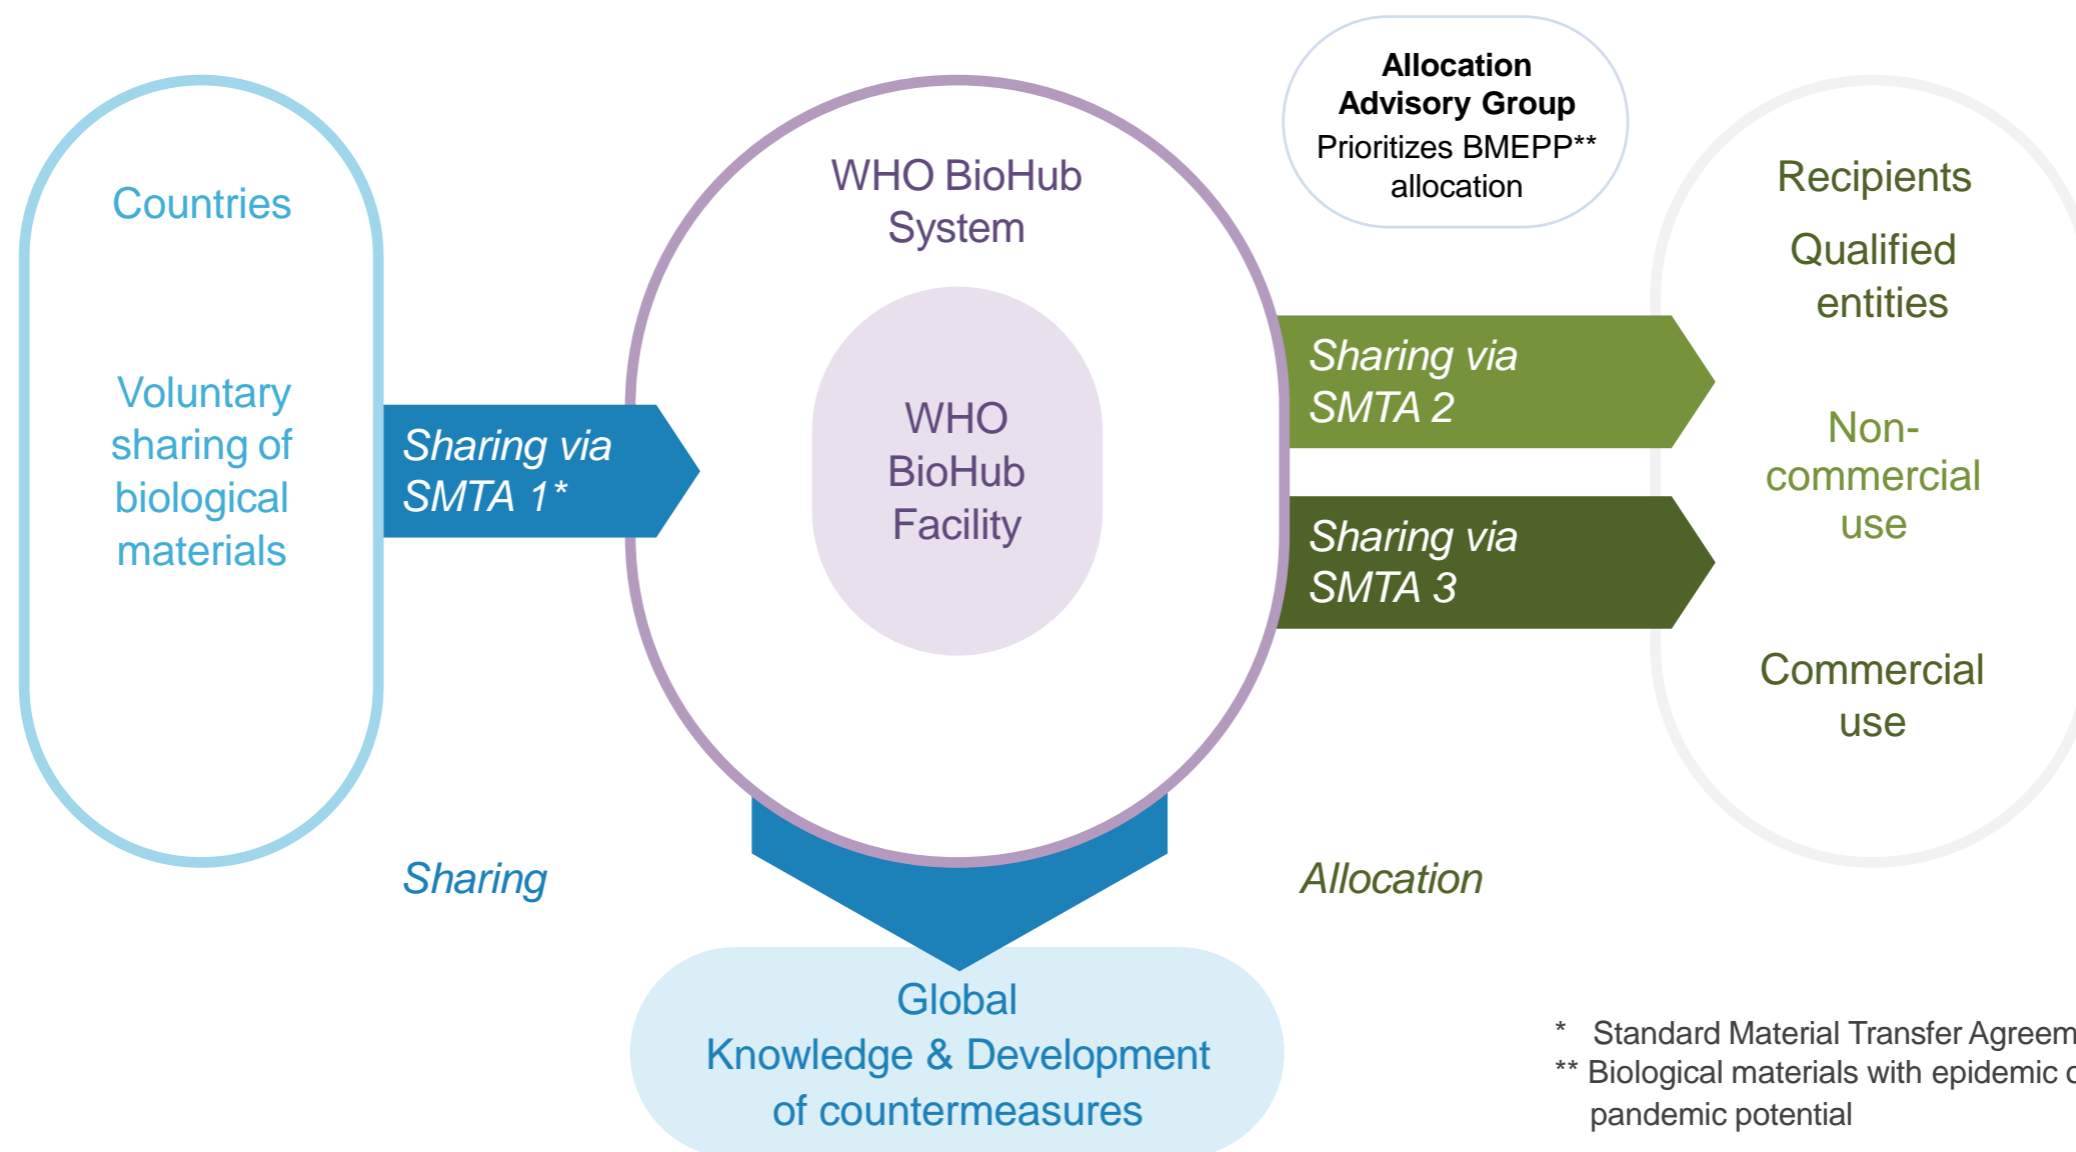 Countries
Voluntary
sharing of
biological
materials
Sharing via
SMTA 1*
Sharing
WHO BioHub
System
WHO
BioHub
Facility
Global
Knowledge & Development
of countermeasures
Allocation
Advisory Group
Prioritizes BMEPP**
allocation
Sharing via
SMTA 2
Sharing via
SMTA 3
Allocation
Recipients
Qualified
entities
Non-
commercial
use
Commercial
use
* Standard Material Transfer
** Biological materials with epidemic
pandemic potential